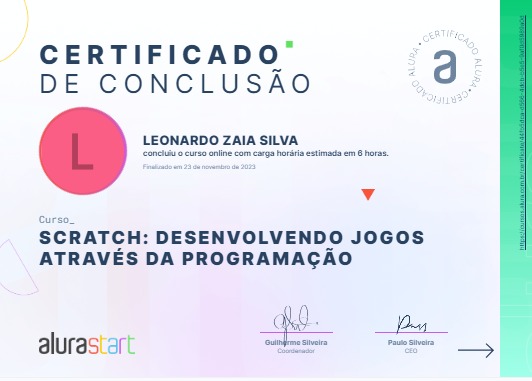 CERTIFICADO
DE CONCLUSÃO
• CERTIFICADO ALURA • CERTIFICADO ALURA
a
L
LEONARDO ZAIA SILVA
concluiu o curso online com carga horária estimada em 6 horas.
Finalizado em 23 de novembro de 2023
Curso_
SCRATCH: DESENVOLVENDO JOGOS
ATRAVÉS DA PROGRAMAÇÃO
alurastart
Guilherme Silveira
Coordenador
Paulo Silveira
CEO